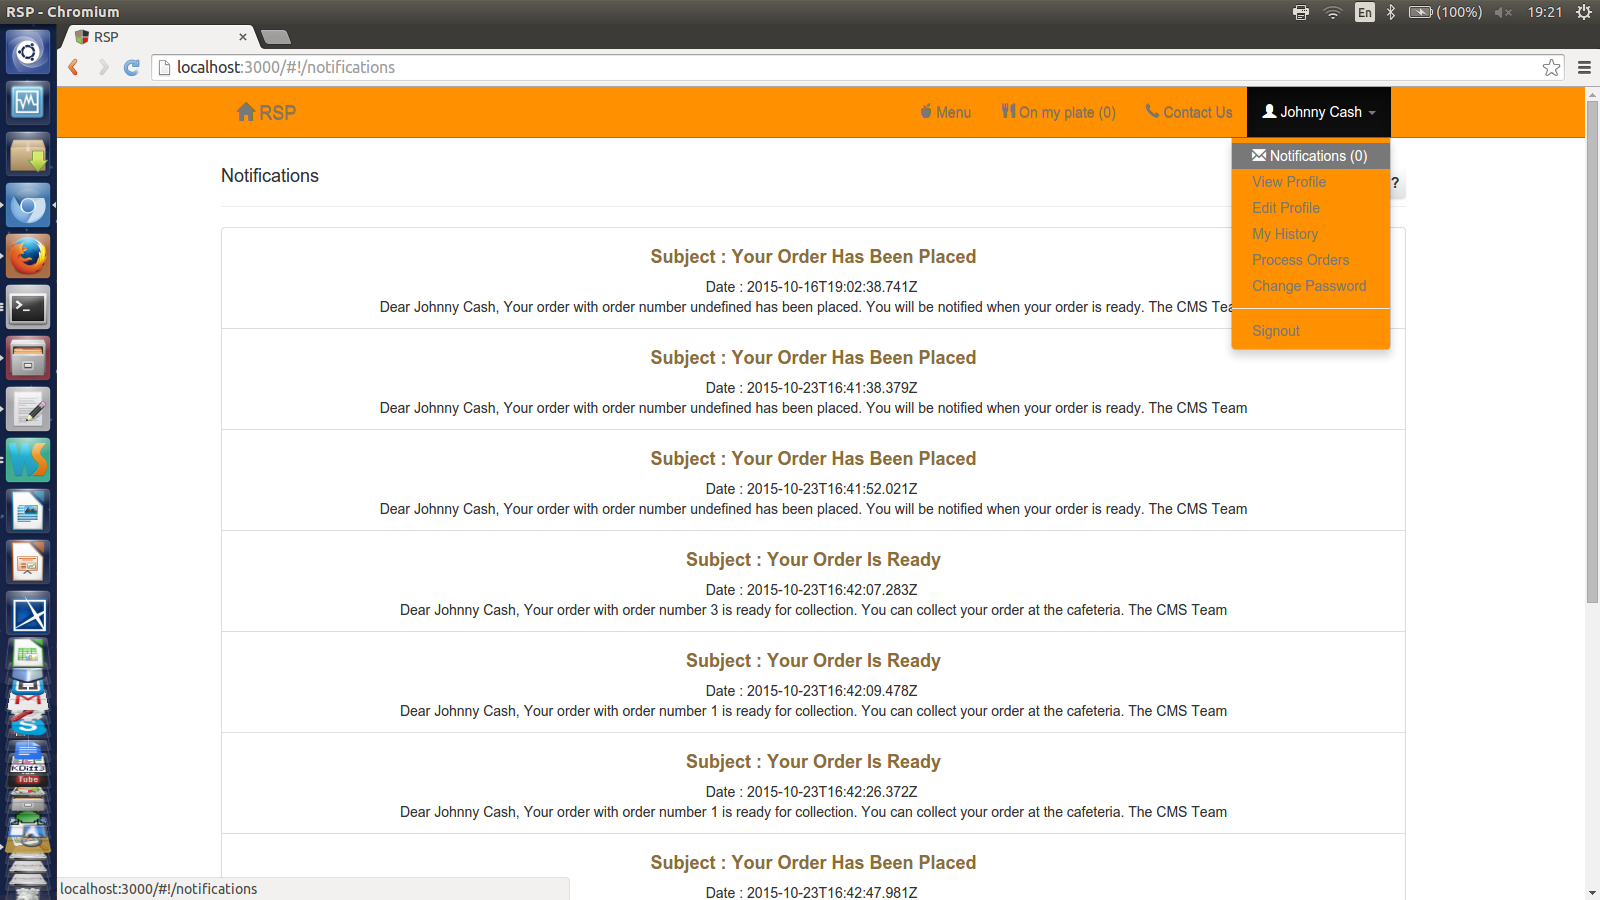 RSP - Chromium
En
(100%)
19:21
RSP
localhost:3000/#!/notifications
RSP
Menu
On my plate (0)
Contact Us
Johnny Cash
Notifications (0)
View Profile
Edit Profile
My History
Process Orders
Change Password
Signout
Notifications
?
Subject : Your Order Has Been Placed
Date : 2015-10-16T19:02:38.741Z
Dear Johnny Cash, Your order with order number undefined has been placed. You will be notified when your order is ready. The CMS Te
Subject : Your Order Has Been Placed
Date : 2015-10-23T16:41:38.379Z
Dear Johnny Cash, Your order with order number undefined has been placed. You will be notified when your order is ready. The CMS Team
Subject : Your Order Has Been Placed
Date : 2015-10-23T16:41:52.021Z
Dear Johnny Cash, Your order with order number undefined has been placed. You will be notified when your order is ready. The CMS Team
Subject : Your Order Is Ready
Date : 2015-10-23T16:42:07.283Z
Dear Johnny Cash, Your order with order number 3 is ready for collection. You can collect your order at the cafeteria. The CMS Team
Subject : Your Order Is Ready
Date : 2015-10-23T16:42:09.478Z
Dear Johnny Cash, Your order with order number 1 is ready for collection. You can collect your order at the cafeteria. The CMS Team
Subject : Your Order Is Ready
Date : 2015-10-23T16:42:26.372Z
Dear Johnny Cash, Your order with order number 1 is ready for collection. You can collect your order at the cafeteria. The CMS Team
Subject : Your Order Has Been Placed
Date : 2015-10-23T16:42:47.981Z
WS
KDiff3
Tube
localhost:3000/#!/notifications